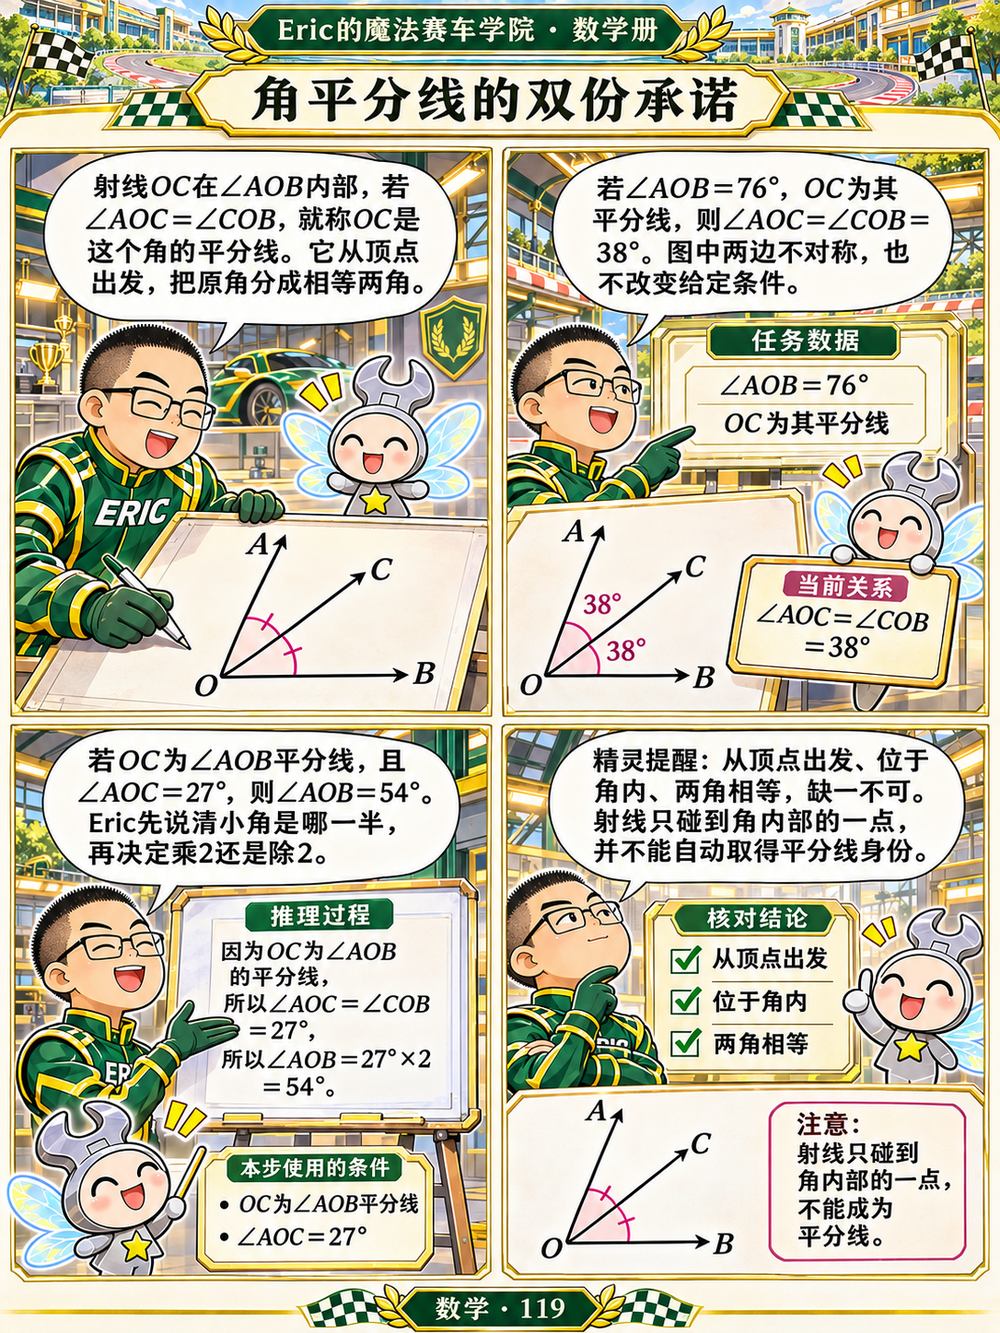 Eric的魔法赛车学院·数学册
角平分线的双份承诺
射线OC在∠AOB内部，若
∠AOC＝∠COB，就称OC是
这个角的平分线。它从顶点
出发，把原角分成相等两角。
ERIC
A
C
O
B
若∠AOB＝76°，OC为其
平分线，则∠AOC＝∠COB＝
38°。图中两边不对称，也
不改变给定条件。
任务数据
∠AOB＝76°
OC为其平分线
A
C
38°
38°
O
B
当前关系
∠AOC＝∠COB
＝38°
若OC为∠AOB平分线，且
∠AOC＝27°，则∠AOB＝54°。
Eric先说清小角是哪一半，
再决定乘2还是除2。
推理过程
因为OC为∠AOB
的平分线，
所以∠AOC＝∠COB
＝27°，
所以∠AOB＝27°×2
＝54°。
本步使用的条件
• OC为∠AOB平分线
• ∠AOC＝27°
精灵提醒：从顶点出发、位于
角内、两角相等，缺一不可。
射线只碰到角内部的一点，
并不能自动取得平分线身份。
核对结论
从顶点出发
位于角内
两角相等
A
C
O
B
注意：
射线只碰到
角内部的一点，
不能成为
平分线。
数学·119